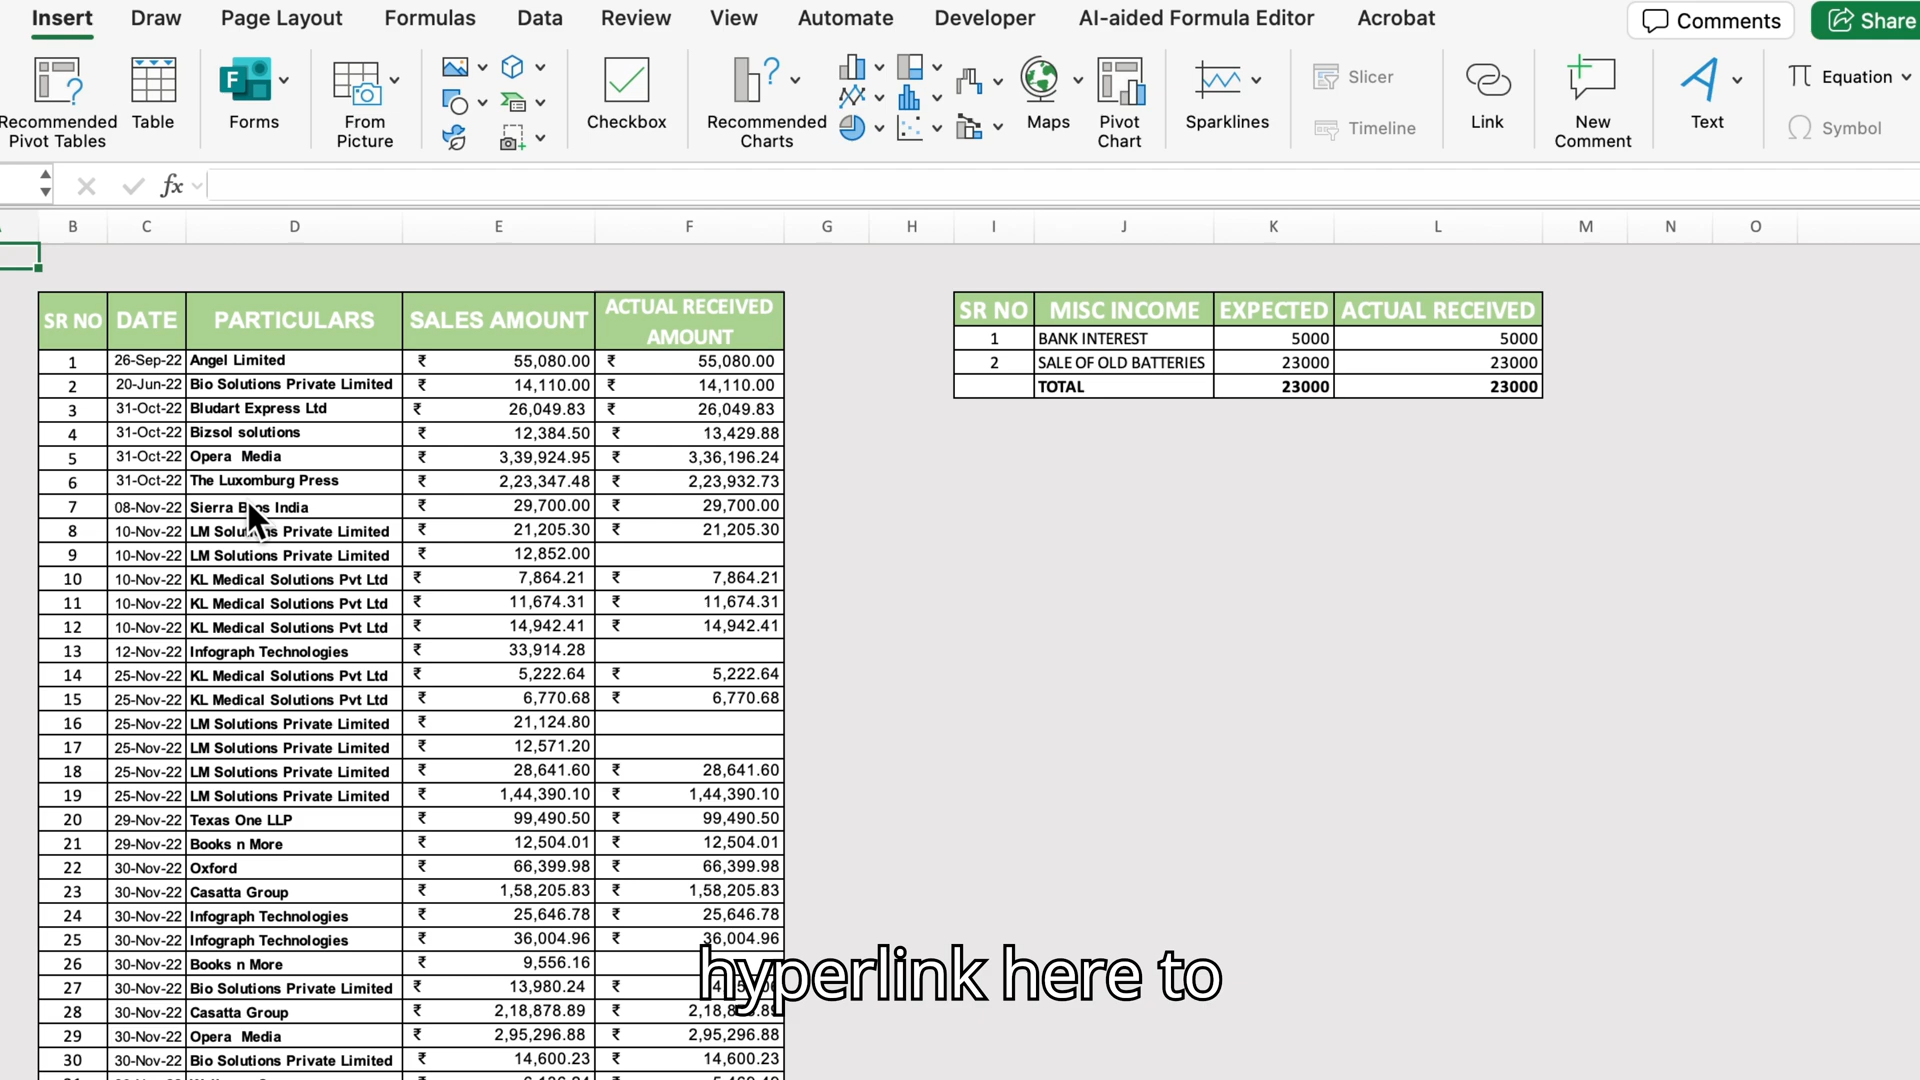 Insert Draw Page Layout Formulas Data Review View Automate Developer AI-aided Formula Editor Acrobat Comments Share
Recommended Pivot Tables Table Forms From Picture Checkbox Recommended Charts Maps Pivot Chart Sparklines Slicer Timeline Link New Comment Text Equation Symbol
fx
B C D E F G H I J K L M N O
SR NO DATE PARTICULARS SALES AMOUNT ACTUAL RECEIVED AMOUNT
1 26-Sep-22 Angel Limited ₹ 55,080.00 ₹ 55,080.00
2 20-Jun-22 Bio Solutions Private Limited ₹ 14,110.00 ₹ 14,110.00
3 31-Oct-22 Bludart Express Ltd ₹ 26,049.83 ₹ 26,049.83
4 31-Oct-22 Bizsol solutions ₹ 12,384.50 ₹ 13,429.88
5 31-Oct-22 Opera Media ₹ 3,39,924.95 ₹ 3,36,196.24
6 31-Oct-22 The Luxomburg Press ₹ 2,23,347.48 ₹ 2,23,932.73
7 08-Nov-22 Sierra India ₹ 29,700.00 ₹ 29,700.00
8 10-Nov-22 LM Solutions Private Limited ₹ 21,205.30 ₹ 21,205.30
9 10-Nov-22 LM Solutions Private Limited ₹ 12,852.00
10 10-Nov-22 KL Medical Solutions Pvt Ltd ₹ 7,864.21 ₹ 7,864.21
11 10-Nov-22 KL Medical Solutions Pvt Ltd ₹ 11,674.31 ₹ 11,674.31
12 10-Nov-22 KL Medical Solutions Pvt Ltd ₹ 14,942.41 ₹ 14,942.41
13 12-Nov-22 Infograph Technologies ₹ 33,914.28
14 25-Nov-22 KL Medical Solutions Pvt Ltd ₹ 5,222.64 ₹ 5,222.64
15 25-Nov-22 KL Medical Solutions Pvt Ltd ₹ 6,770.68 ₹ 6,770.68
16 25-Nov-22 LM Solutions Private Limited ₹ 21,124.80
17 25-Nov-22 LM Solutions Private Limited ₹ 12,571.20
18 25-Nov-22 LM Solutions Private Limited ₹ 28,641.60 ₹ 28,641.60
19 25-Nov-22 LM Solutions Private Limited ₹ 1,44,390.10 ₹ 1,44,390.10
20 29-Nov-22 Texas One LLP ₹ 99,490.50 ₹ 99,490.50
21 29-Nov-22 Books n More ₹ 12,504.01 ₹ 12,504.01
22 30-Nov-22 Oxford ₹ 66,399.98 ₹ 66,399.98
23 30-Nov-22 Casatta Group ₹ 1,58,205.83 ₹ 1,58,205.83
24 30-Nov-22 Infograph Technologies ₹ 25,646.78 ₹ 25,646.78
25 30-Nov-22 Infograph Technologies ₹ 36,004.96 ₹ 36,004.96
26 30-Nov-22 Books n More ₹ 9,556.16
27 30-Nov-22 Bio Solutions Private Limited ₹ 13,980.24 ₹
28 30-Nov-22 Casatta Group ₹ 2,18,878.89 ₹
29 30-Nov-22 Opera Media ₹ 2,95,296.88 ₹ 2,95,296.88
30 30-Nov-22 Bio Solutions Private Limited ₹ 14,600.23 ₹ 14,600.23
SR NO MISC INCOME EXPECTED ACTUAL RECEIVED
1 BANK INTEREST 5000 5000
2 SALE OF OLD BATTERIES 23000 23000
TOTAL 23000 23000
hyperlink here to